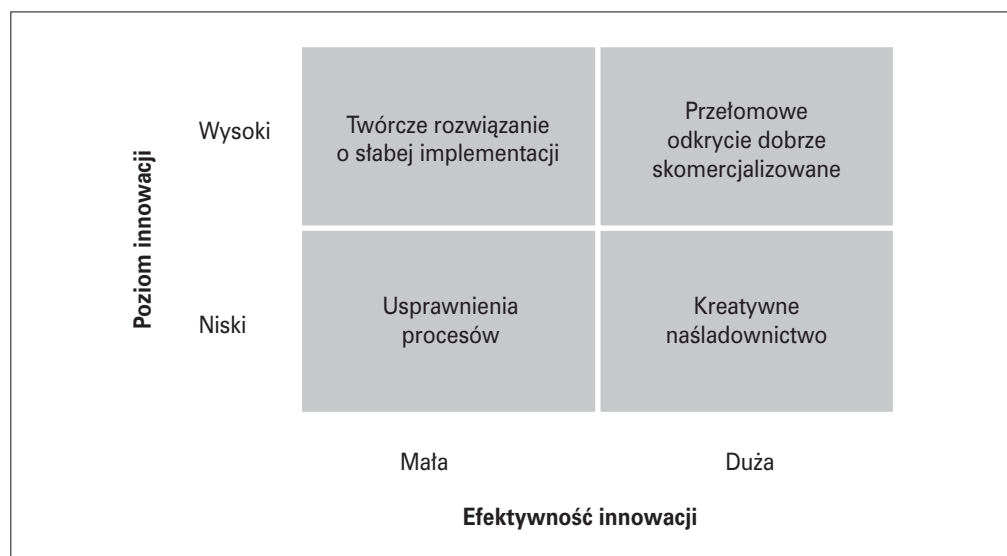 Poziom innowacji
Wysoki
Twórcze rozwiązanie
o słabej implementacji
Przełomowe
odkrycie dobrze
skomercjalizowane
Niski
Usprawnienia
procesów
Kreatywne
naśladownictwo
Mała
Duża
Efektywność innowacji